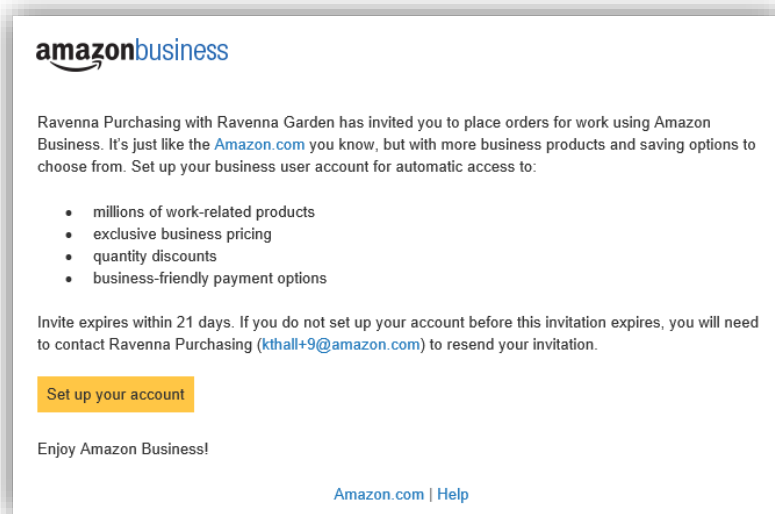 amazonbusiness
Ravenna Purchasing with Ravenna Garden has invited you to place orders for work using Amazon
Business. It's just like the Amazon.com you know, but with more business products and saving options to
choose from. Set up your business user account for automatic access to:
• millions of work-related products
• exclusive business pricing
• quantity discounts
• business-friendly payment options
Invite expires within 21 days. If you do not set up your account before this invitation expires, you will need
to contact Ravenna Purchasing (kthall+9@amazon.com) to resend your invitation.
Set up your account
Enjoy Amazon Business!
Amazon.com | Help